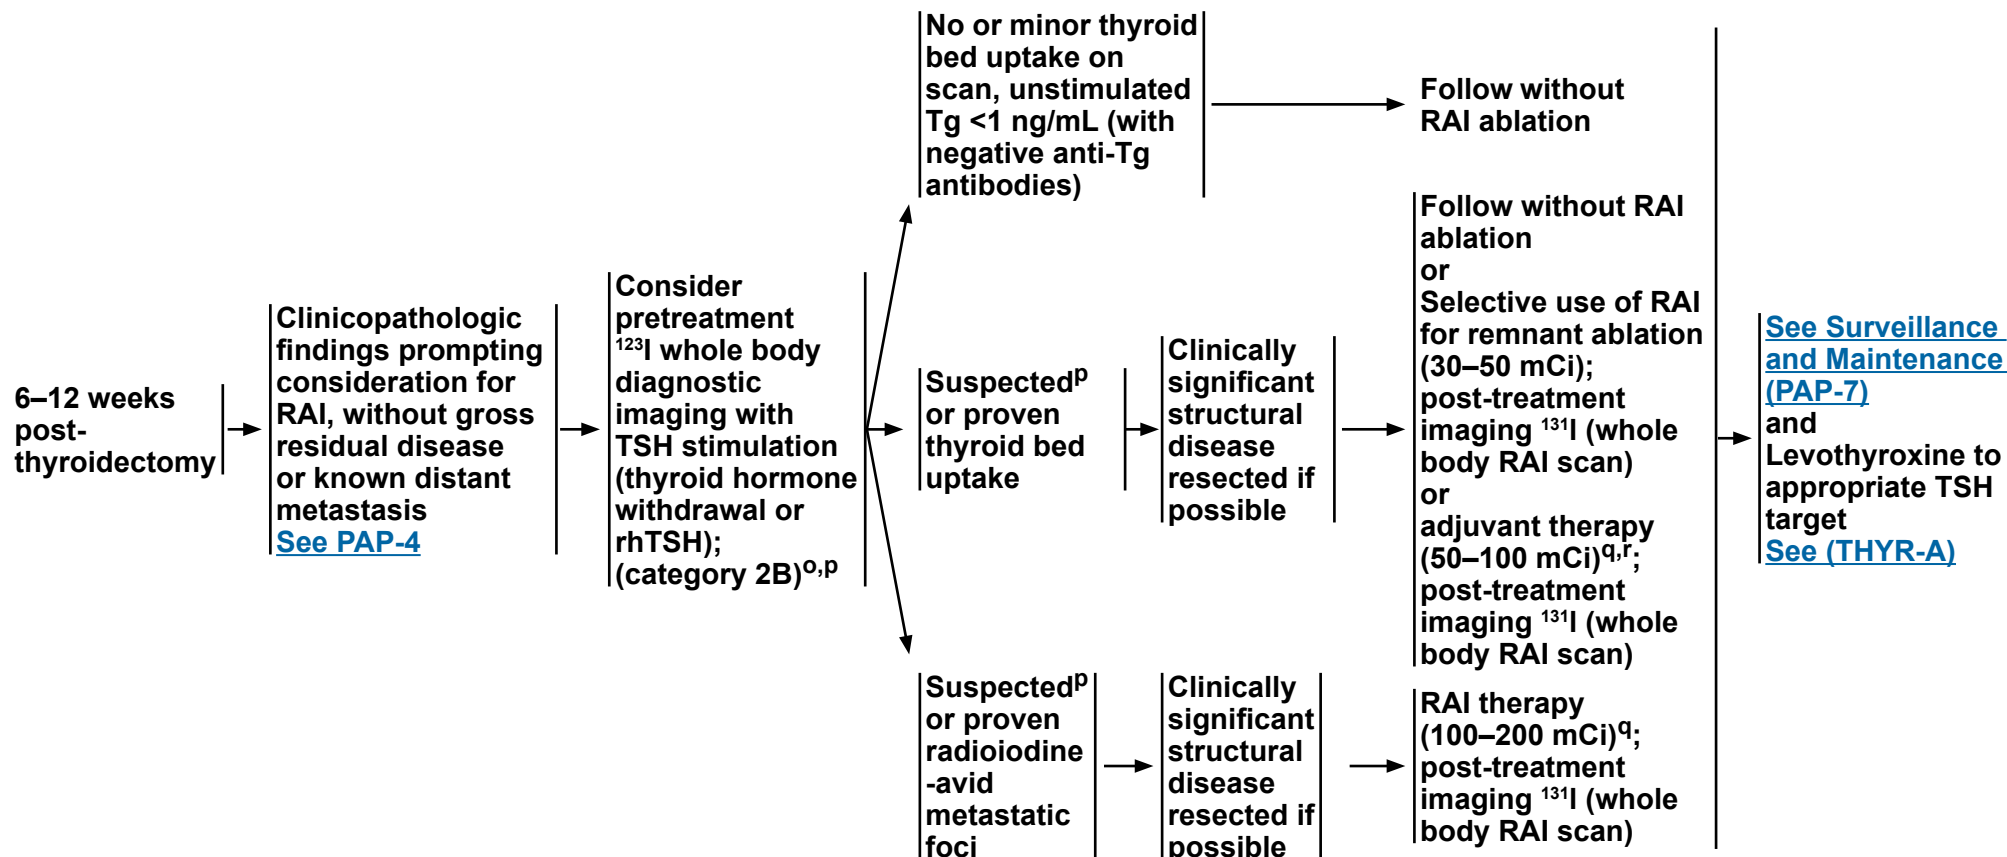 6–12 weeks
post-
thyroidectomy
Clinicopathologic
findings prompting
consideration for
RAI, without gross
residual disease
or known distant
metastasis
See PAP-4
Consider
pretreatment
¹²³I whole body
diagnostic
imaging with
TSH stimulation
(thyroid hormone
withdrawal or
rhTSH);
(category 2B)ᵒ,ᵖ
No or minor thyroid
bed uptake on
scan, unstimulated
Tg <1 ng/mL (with
negative anti-Tg
antibodies)
Follow without
RAI ablation
Suspectedᵖ
or proven
thyroid bed
uptake
Clinically
significant
structural
disease
resected if
possible
Follow without RAI
ablation
or
Selective use of RAI
for remnant ablation
(30–50 mCi);
post-treatment
imaging ¹³¹I (whole
body RAI scan)
or
adjuvant therapy
(50–100 mCi)q,r;
post-treatment
imaging ¹³¹I (whole
body RAI scan)
Suspectedᵖ
or proven
radioiodine
-avid
metastatic
foci
Clinically
significant
structural
disease
resected if
possible
RAI therapy
(100–200 mCi)q;
post-treatment
imaging ¹³¹I (whole
body RAI scan)
See Surveillance
and Maintenance
(PAP-7)
and
Levothyroxine to
appropriate TSH
target
See (THYR-A)